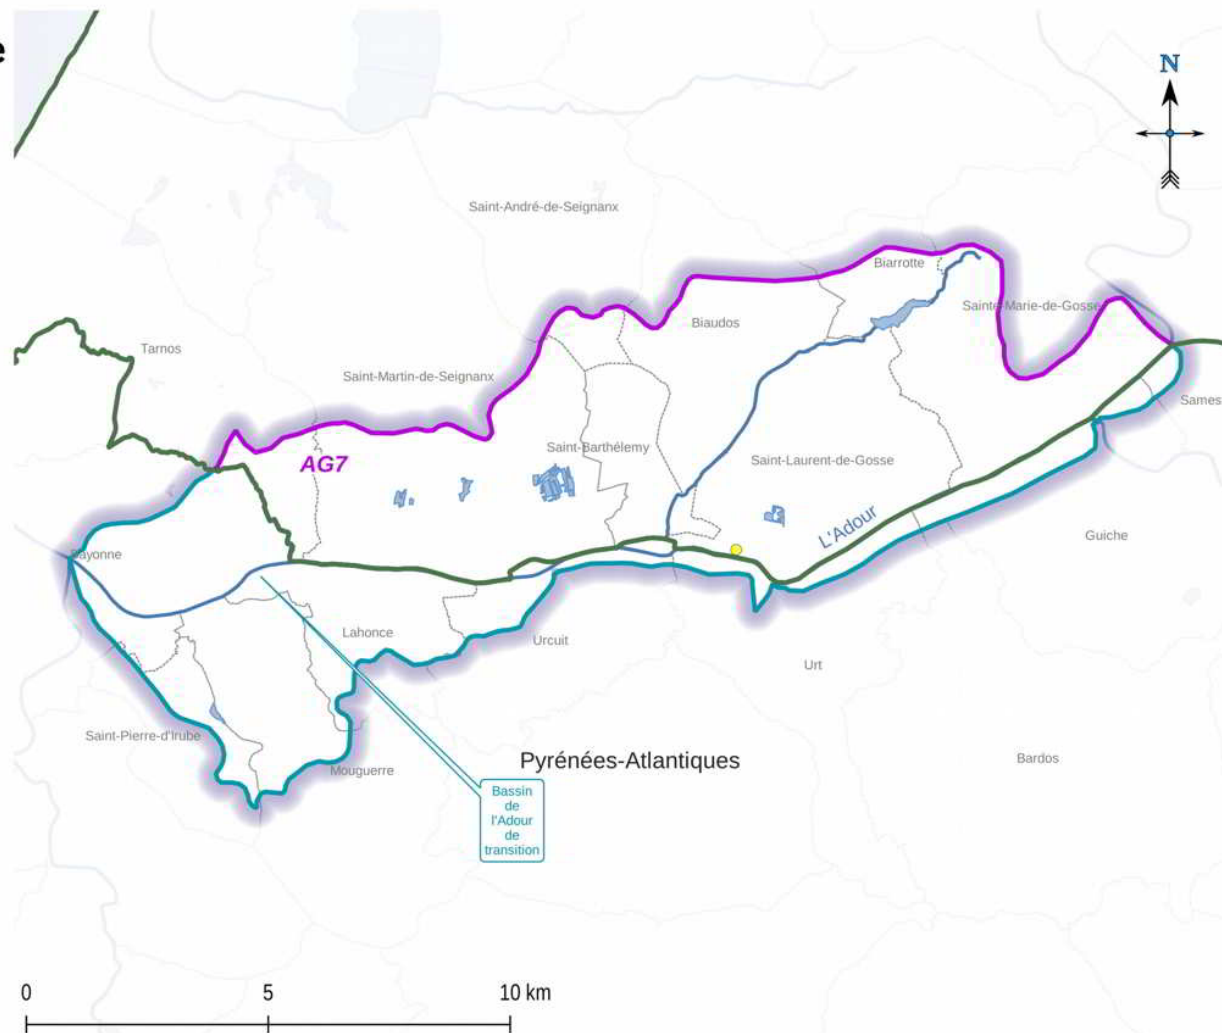 e
N
Saint-André-de-Seignanx
Biarrotte
Sainte-Marie-de-Gosse
Biaudos
Tarnos
Saint-Martin-de-Seignanx
Sames
Saint-Barthélemy
AG7
Saint-Laurent-de-Gosse
L'Adour
Guiche
Bayonne
Lahonce
Urcuit
Urt
Saint-Pierre-d'Irube
Mouguerre
Pyrénées-Atlantiques
Bardos
Bassin
de
l'Adour
de
transition
0 5 10 km